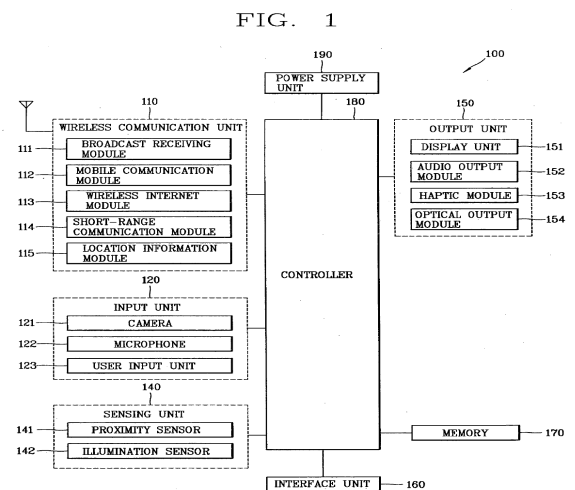 FIG. 1
190
100
POWER SUPPLY
UNIT
110
180
150
WIRELESS COMMUNICATION UNIT
111
BROADCAST RECEIVING
MODULE
112
MOBILE COMMUNICATION
MODULE
113
WIRELESS INTERNET
MODULE
114
SHORT-RANGE
COMMUNICATION MODULE
115
LOCATION INFORMATION
MODULE
OUTPUT UNIT
DISPLAY UNIT
151
AUDIO OUTPUT
MODULE
152
HAPTIC MODULE
153
OPTICAL OUTPUT
MODULE
154
CONTROLLER
120
INPUT UNIT
121
CAMERA
122
MICROPHONE
123
USER INPUT UNIT
140
SENSING UNIT
141
PROXIMITY SENSOR
142
ILLUMINATION SENSOR
MEMORY
170
INTERFACE UNIT
160